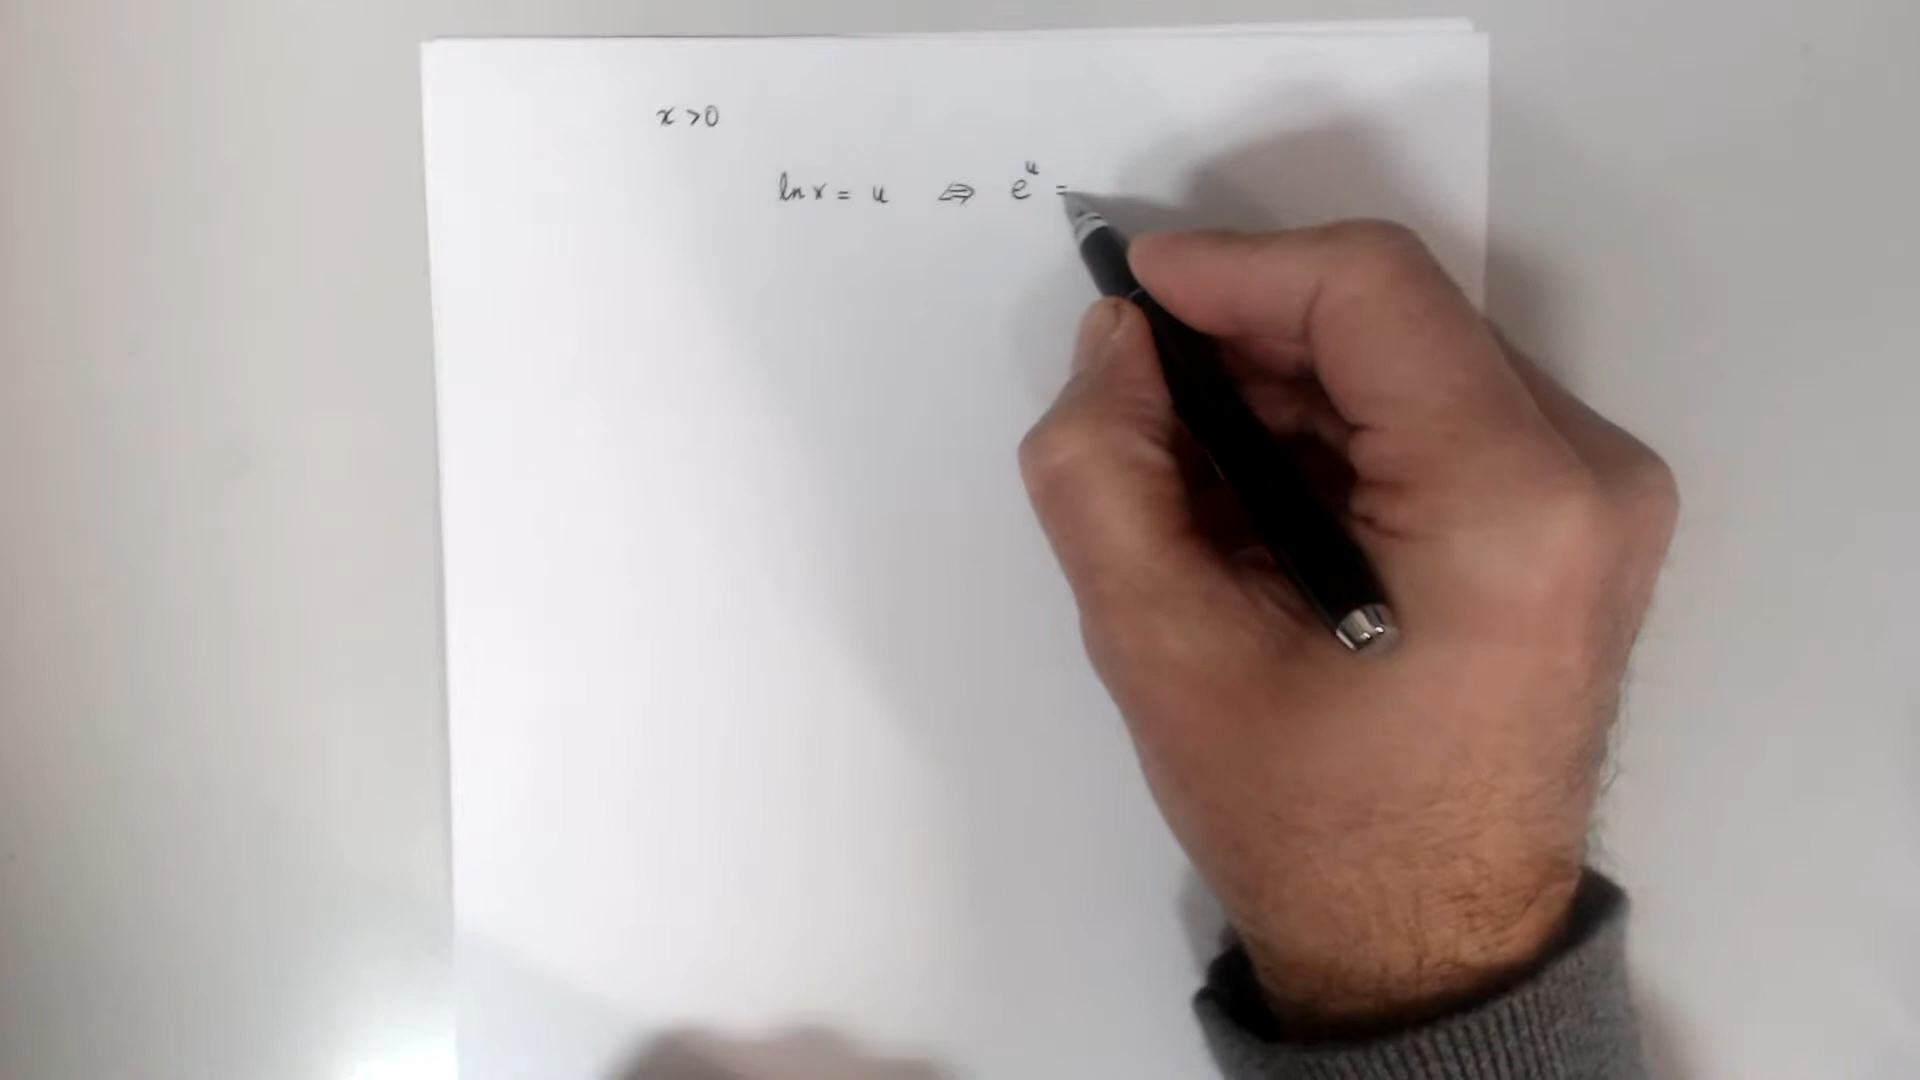 x >0
ln x = u ⇔ e^u =